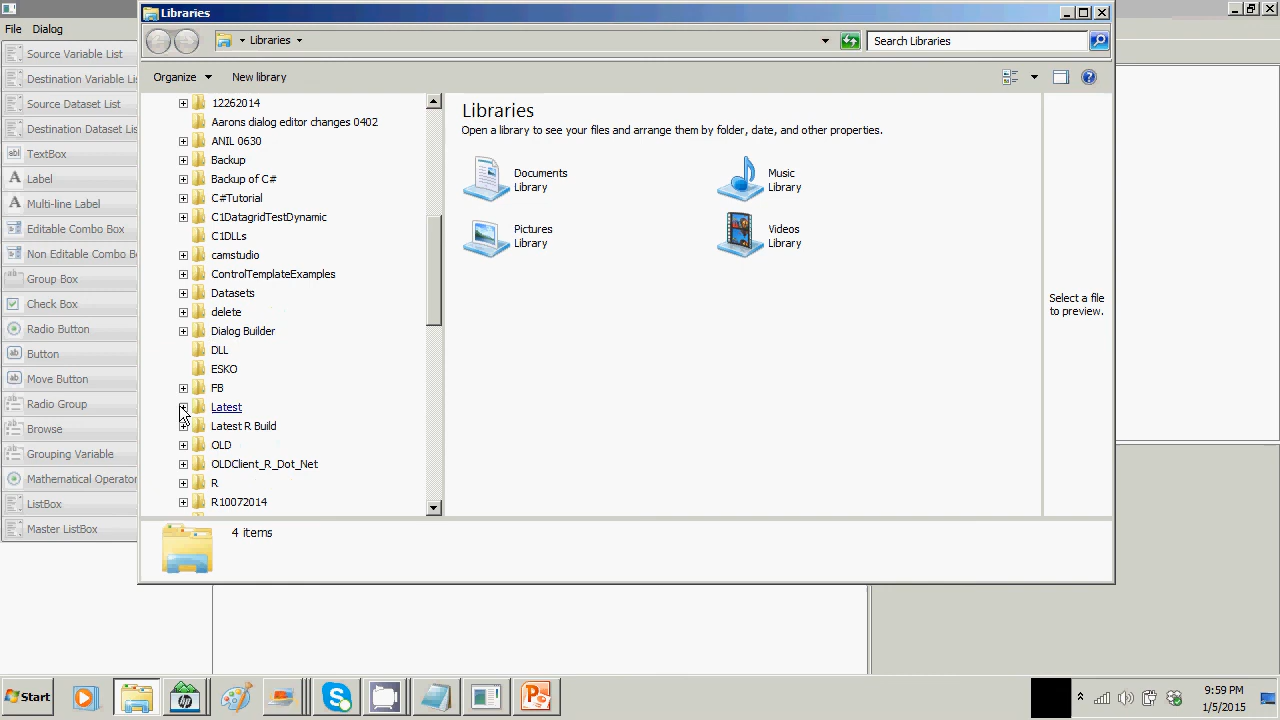 Libraries
File Dialog
Libraries
Search Libraries
Organize
New library
Source Variable List
Destination Variable Lis
Source Dataset List
Destination Dataset Lis
TextBox
Label
Multi-line Label
Editable Combo Box
Non Editable Combo B
Group Box
Check Box
Radio Button
Button
Move Button
Radio Group
Browse
Grouping Variable
Mathematical Operato
ListBox
Master ListBox
12262014
Aarons dialog editor changes 0402
ANIL 0630
Backup
Backup of C#
C#Tutorial
C1DatagridTestDynamic
C1DLLs
camstudio
ControlTemplateExamples
Datasets
delete
Dialog Builder
DLL
ESKO
FB
Latest
Latest R Build
OLD
OLDClient_R_Dot_Net
R
R10072014
Libraries
Open a library to see your files and arrange them by folder, date, and other properties.
Documents
Library
Music
Library
Pictures
Library
Videos
Library
Select a file
to preview.
4 items
Start
9:59 PM
1/5/2015